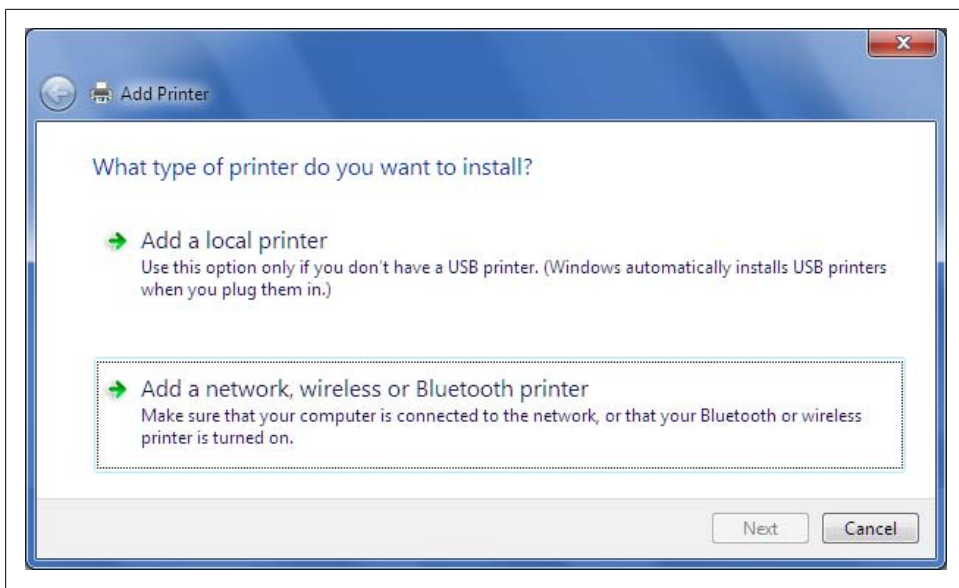 Add Printer
What type of printer do you want to install?
Add a local printer
Use this option only if you don't have a USB printer. (Windows automatically installs USB printers
when you plug them in.)
Add a network, wireless or Bluetooth printer
Make sure that your computer is connected to the network, or that your Bluetooth or wireless
printer is turned on.
Next Cancel